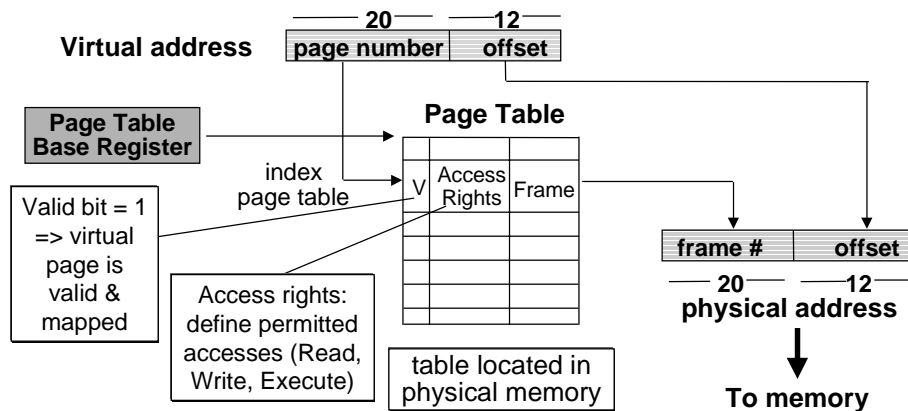 20
12
Virtual address
page number
offset
Page Table
Base Register
Page Table
index
page table
V
Access
Rights
Frame
Valid bit = 1
=> virtual
page is
valid &
mapped
Access rights:
define permitted
accesses (Read,
Write, Execute)
table located in
physical memory
frame #
offset
20
12
physical address
To memory